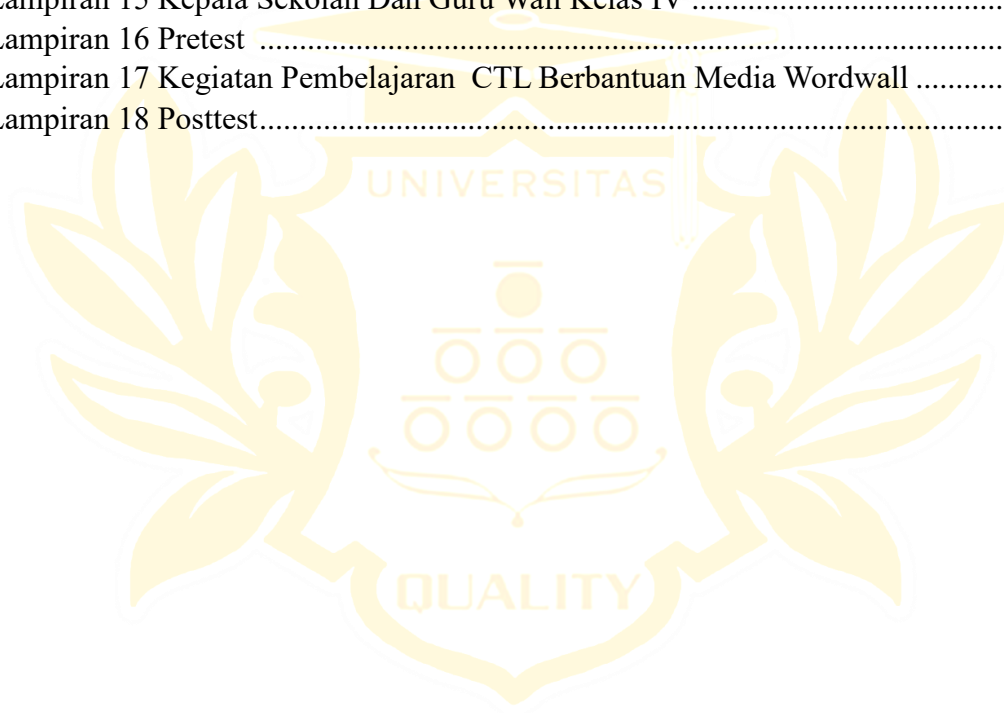 Lampiran 15 Kepala Sekolah Dan Guru Wali Kelas IV ..........................................
Lampiran 16 Pretest ..............................................................................................
Lampiran 17 Kegiatan Pembelajaran CTL Berbantuan Media Wordwall ...........
Lampiran 18 Posttest..............................................................................................
UNIVERSITAS
QUALITY